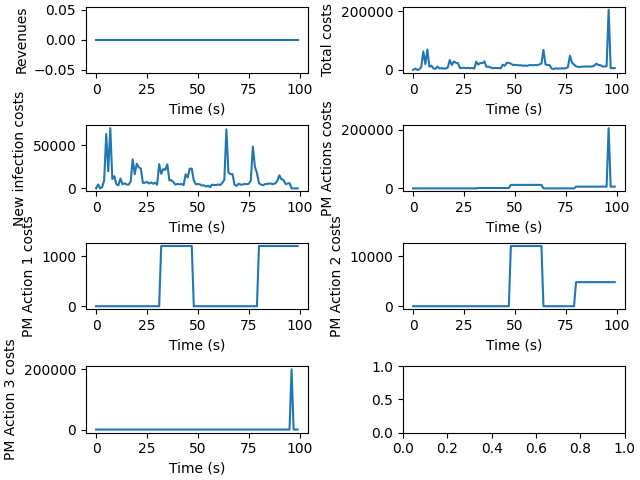 Revenues
0.05
0.00
−0.05
0 25 50 75 100
Time (s)
Total costs
200000
0
0 25 50 75 100
Time (s)
New infection costs
50000
0
0 25 50 75 100
Time (s)
PM Actions costs
200000
0
0 25 50 75 100
Time (s)
PM Action 1 costs
1000
0
0 25 50 75 100
Time (s)
PM Action 2 costs
10000
0
0 25 50 75 100
Time (s)
PM Action 3 costs
200000
0
0 25 50 75 100
Time (s)
1.0
0.5
0.0
0.0 0.2 0.4 0.6 0.8 1.0